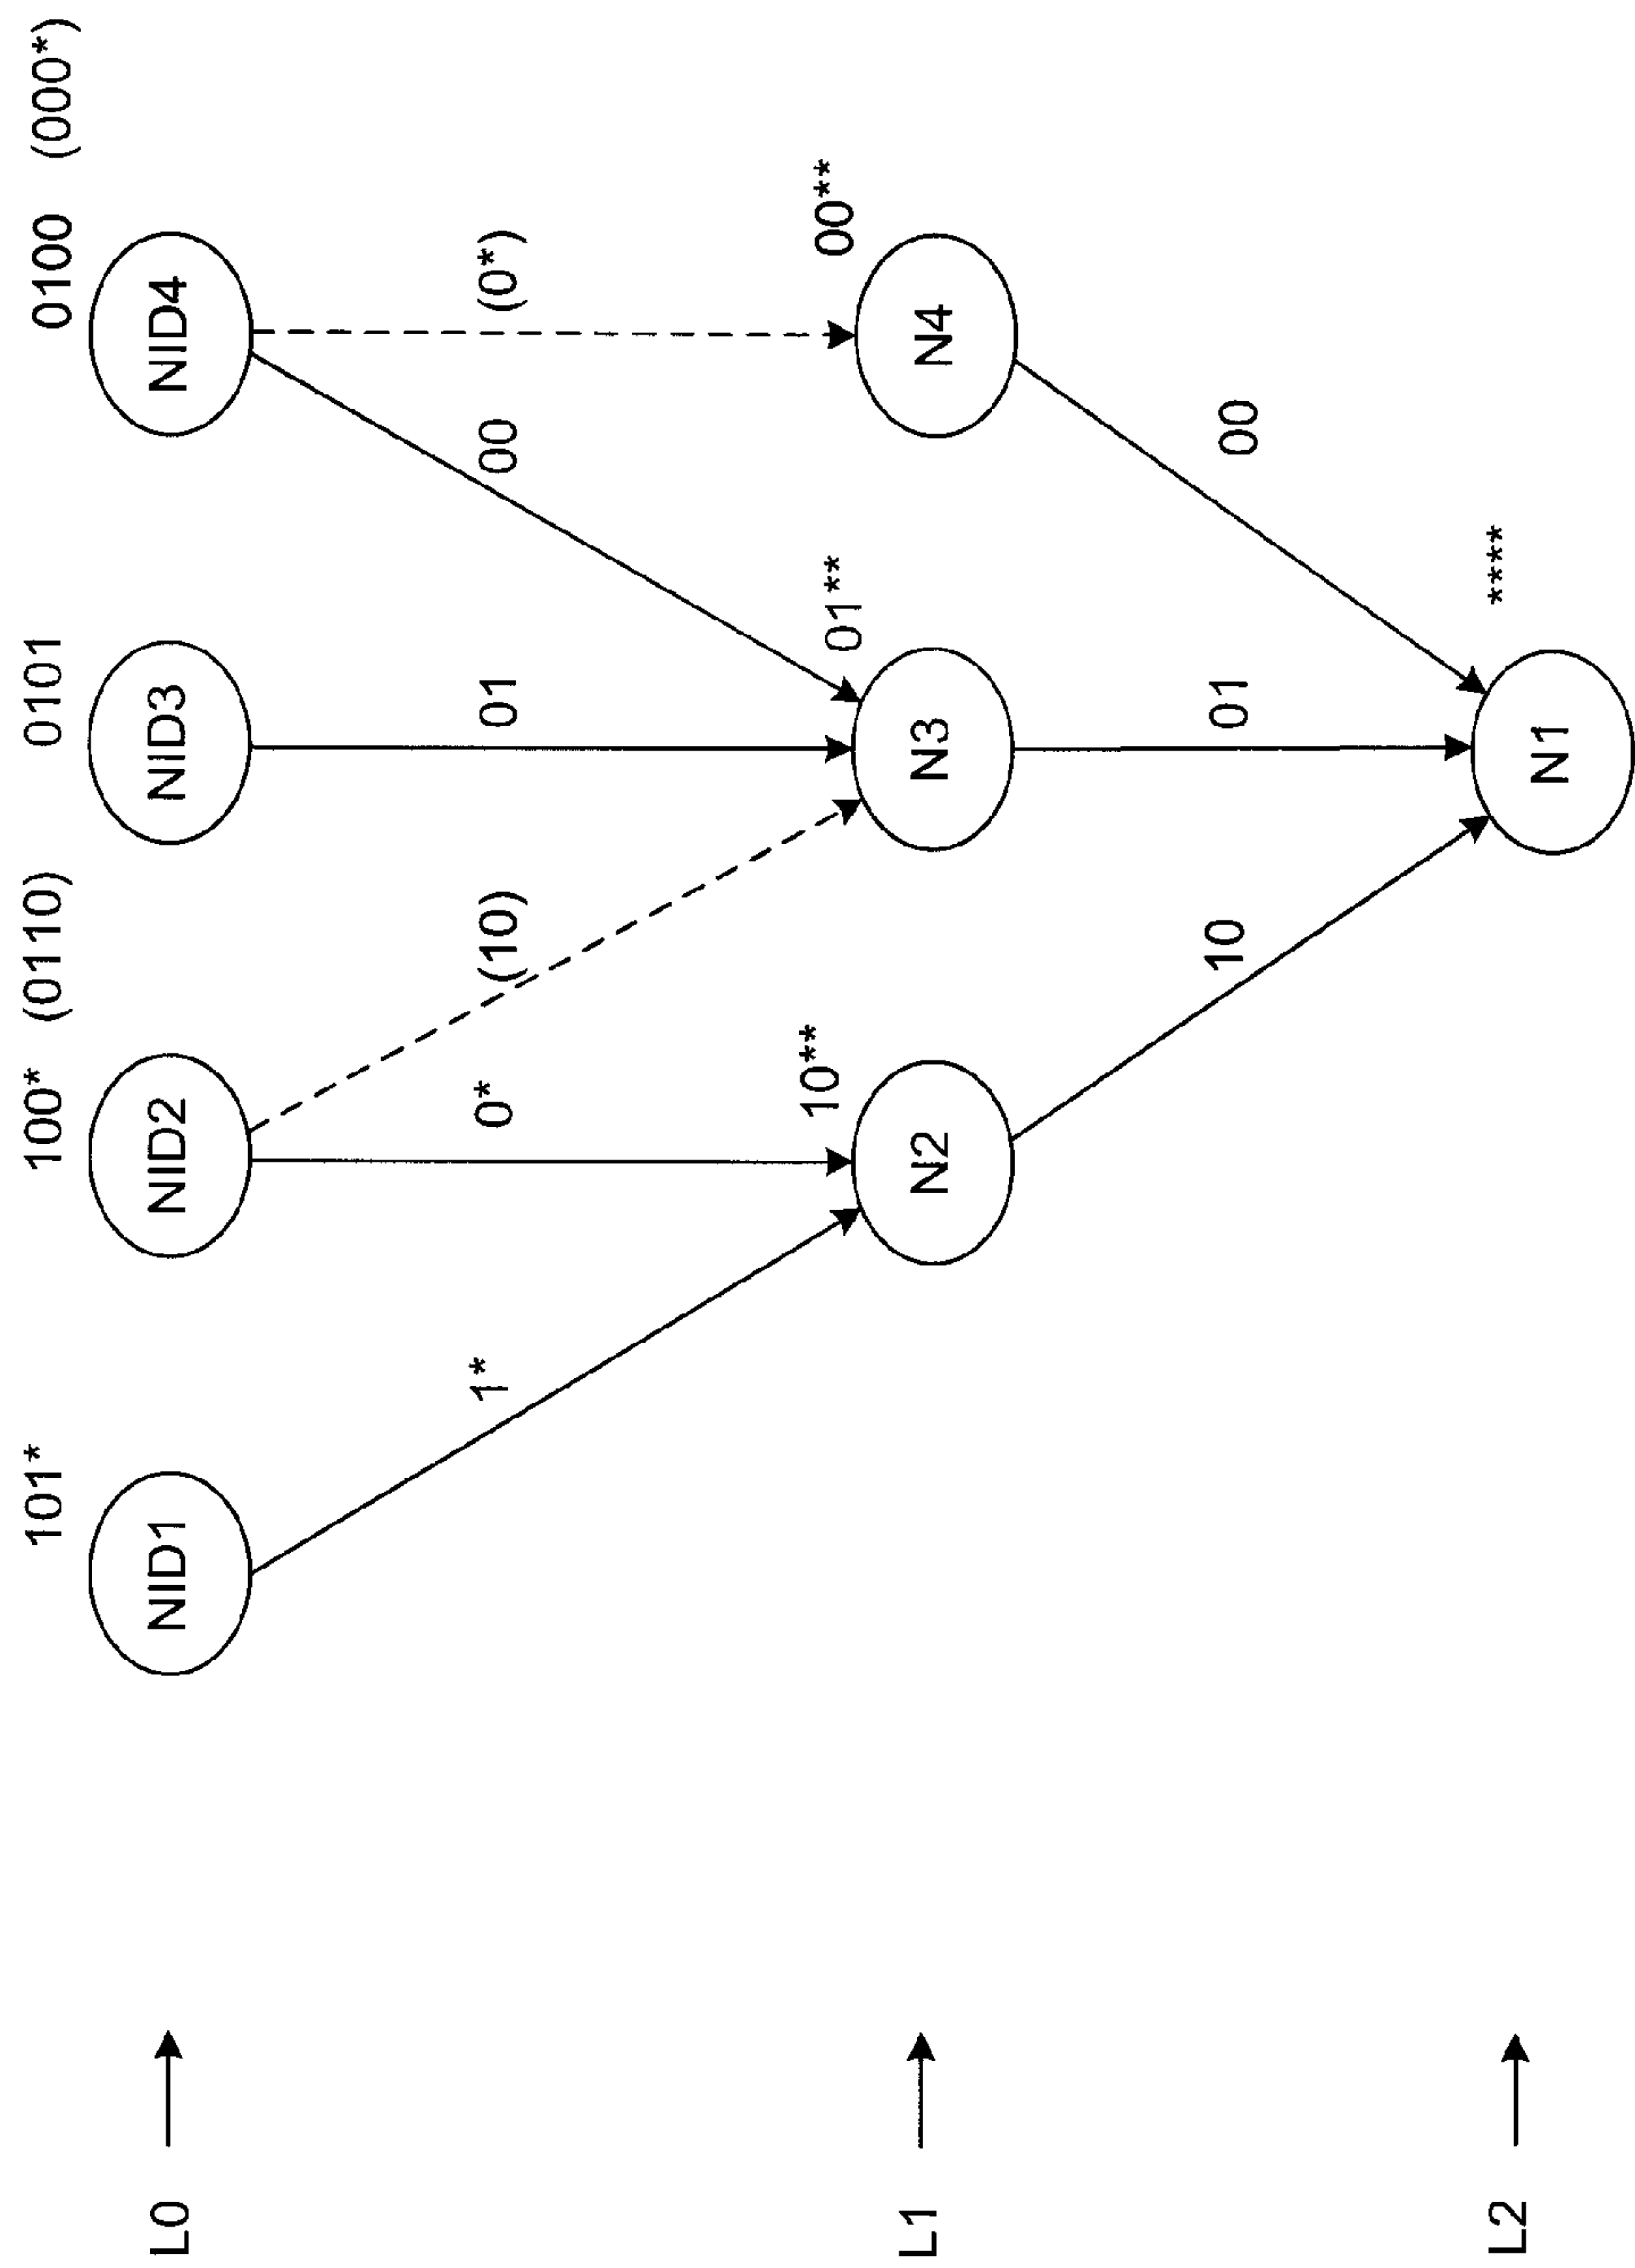 101* 100* (0110) 0101 0100 (000*)
L0 NID1 NID2 NID3 NID4
1* 0* (10) 01 00 (0*)
10** 01** 00**
L1 N2 N3 N4
10 01 00
****
L2 N1